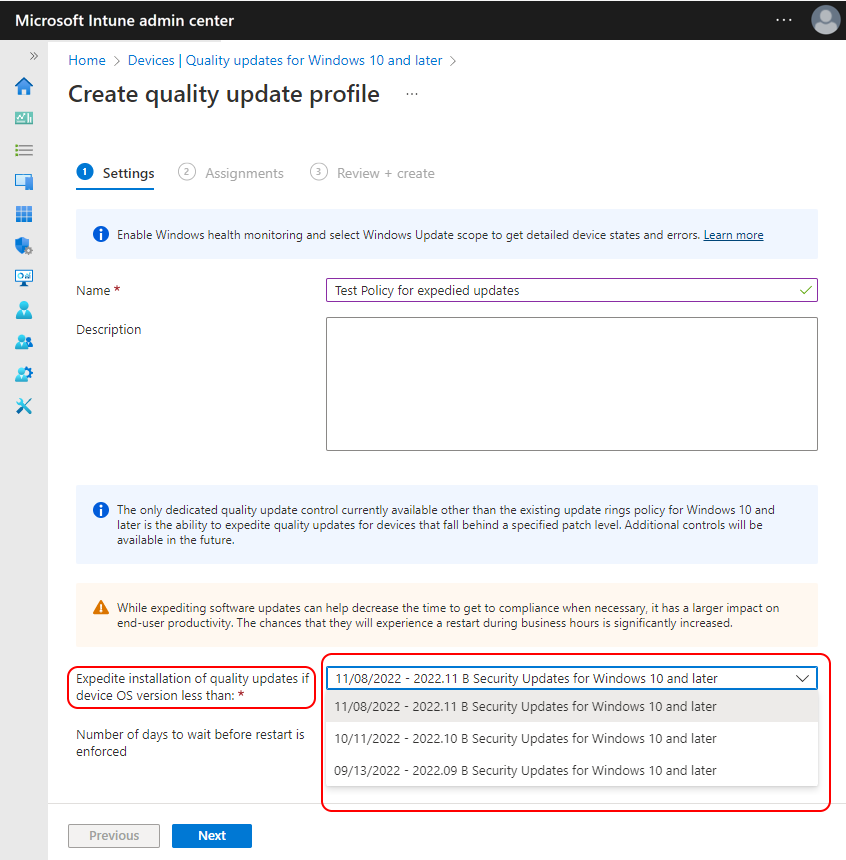 Microsoft Intune admin center
...
»
Home > Devices | Quality updates for Windows 10 and later >
Create quality update profile ...
1 Settings 2 Assignments 3 Review + create
Enable Windows health monitoring and select Windows Update scope to get detailed device states and errors. Learn more
Name *
Test Policy for expedied updates
Description
The only dedicated quality update control currently available other than the existing update rings policy for Windows 10 and
later is the ability to expedite quality updates for devices that fall behind a specified patch level. Additional controls will be
available in the future.
While expediting software updates can help decrease the time to get to compliance when necessary, it has a larger impact on
end-user productivity. The chances that they will experience a restart during business hours is significantly increased.
Expedite installation of quality updates if
device OS version less than: *
11/08/2022 - 2022.11 B Security Updates for Windows 10 and later
11/08/2022 - 2022.11 B Security Updates for Windows 10 and later
10/11/2022 - 2022.10 B Security Updates for Windows 10 and later
09/13/2022 - 2022.09 B Security Updates for Windows 10 and later
Number of days to wait before restart is
enforced
Previous
Next